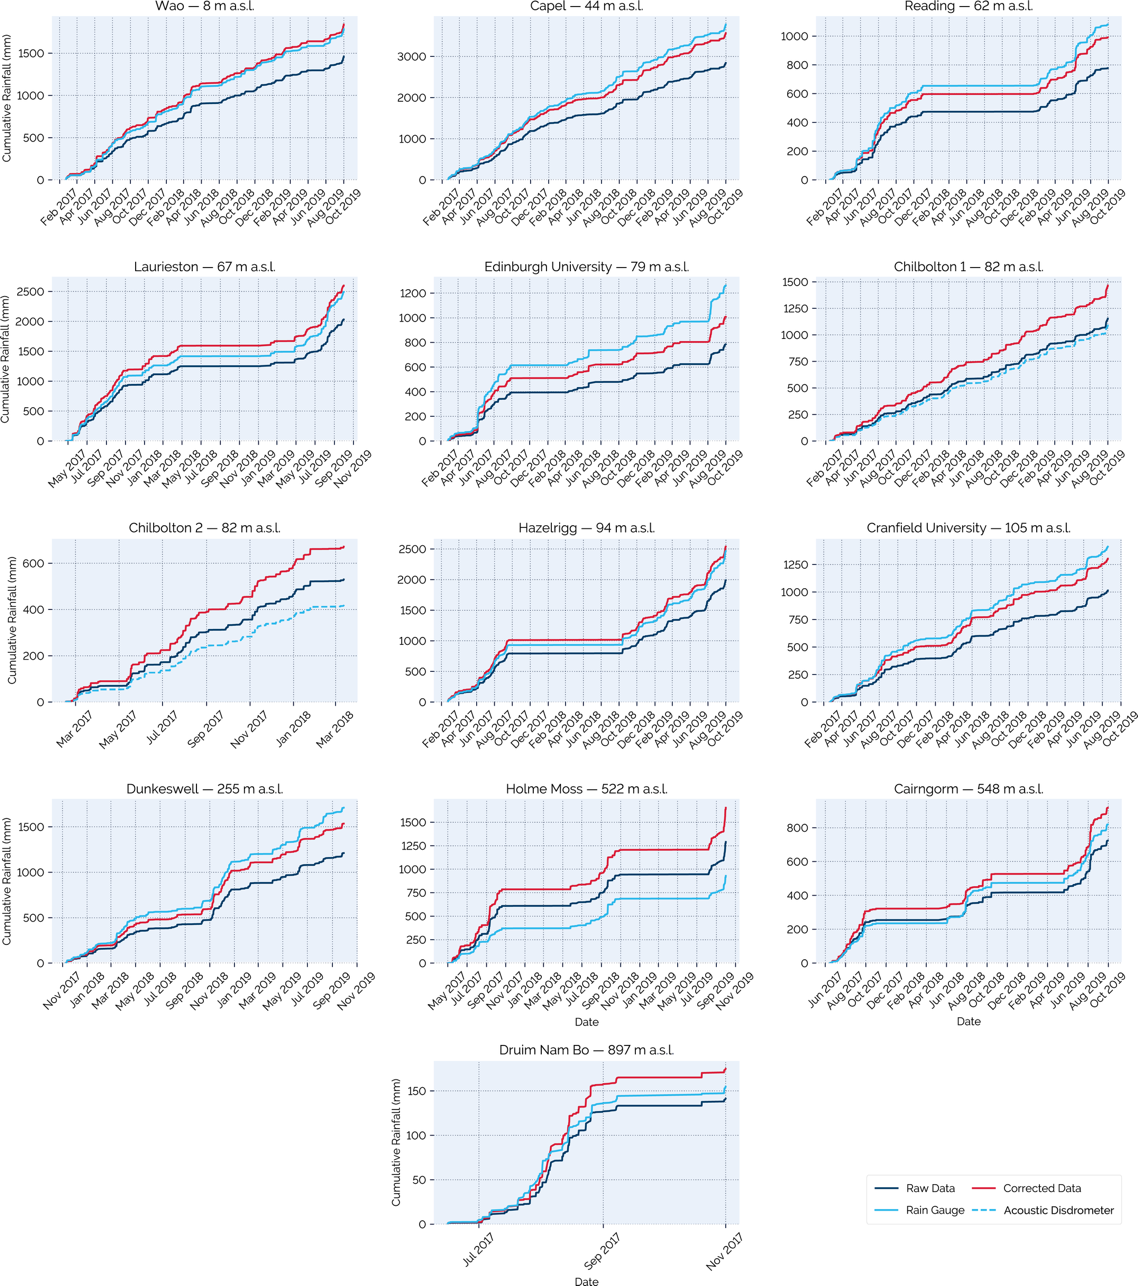 Wao — 8 m a.s.l.
Cumulative Rainfall (mm)
1500
1000
500
0
Feb 2017 Apr 2017 Jun 2017 Aug 2017 Oct 2017 Dec 2017 Feb 2018 Apr 2018 Jun 2018 Aug 2018 Oct 2018 Dec 2018 Feb 2019 Apr 2019 Jun 2019 Aug 2019 Oct 2019
Capel — 44 m a.s.l.
3000
2000
1000
0
Feb 2017 Apr 2017 Jun 2017 Aug 2017 Oct 2017 Dec 2017 Feb 2018 Apr 2018 Jun 2018 Aug 2018 Oct 2018 Dec 2018 Feb 2019 Apr 2019 Jun 2019 Aug 2019 Oct 2019
Reading — 62 m a.s.l.
1000
800
600
400
200
0
Feb 2017 Apr 2017 Jun 2017 Aug 2017 Oct 2017 Dec 2017 Feb 2018 Apr 2018 Jun 2018 Aug 2018 Oct 2018 Dec 2018 Feb 2019 Apr 2019 Jun 2019 Aug 2019 Oct 2019
Laurieston — 67 m a.s.l.
Cumulative Rainfall (mm)
2500
2000
1500
1000
500
0
May 2017 Jul 2017 Sep 2017 Nov 2017 Jan 2018 Mar 2018 May 2018 Jul 2018 Sep 2018 Nov 2018 Jan 2019 Mar 2019 May 2019 Jul 2019 Sep 2019 Nov 2019
Edinburgh University — 79 m a.s.l.
1200
1000
800
600
400
200
0
Feb 2017 Apr 2017 Jun 2017 Aug 2017 Oct 2017 Dec 2017 Feb 2018 Apr 2018 Jun 2018 Aug 2018 Oct 2018 Dec 2018 Feb 2019 Apr 2019 Jun 2019 Aug 2019 Oct 2019
Chilbolton 1 — 82 m a.s.l.
1500
1250
1000
750
500
250
0
Feb 2017 Apr 2017 Jun 2017 Aug 2017 Oct 2017 Dec 2017 Feb 2018 Apr 2018 Jun 2018 Aug 2018 Oct 2018 Dec 2018 Feb 2019 Apr 2019 Jun 2019 Aug 2019 Oct 2019
Chilbolton 2 — 82 m a.s.l.
Cumulative Rainfall (mm)
600
400
200
0
Mar 2017 May 2017 Jul 2017 Sep 2017 Nov 2017 Jan 2018 Mar 2018
Hazelrigg — 94 m a.s.l.
2500
2000
1500
1000
500
0
Feb 2017 Apr 2017 Jun 2017 Aug 2017 Oct 2017 Dec 2017 Feb 2018 Apr 2018 Jun 2018 Aug 2018 Oct 2018 Dec 2018 Feb 2019 Apr 2019 Jun 2019 Aug 2019 Oct 2019
Cranfield University — 105 m a.s.l.
1250
1000
750
500
250
0
Feb 2017 Apr 2017 Jun 2017 Aug 2017 Oct 2017 Dec 2017 Feb 2018 Apr 2018 Jun 2018 Aug 2018 Oct 2018 Dec 2018 Feb 2019 Apr 2019 Jun 2019 Aug 2019 Oct 2019
Dunkeswell — 255 m a.s.l.
Cumulative Rainfall (mm)
1500
1000
500
0
Nov 2017 Jan 2018 Mar 2018 May 2018 Jul 2018 Sep 2018 Nov 2018 Jan 2019 Mar 2019 May 2019 Jul 2019 Sep 2019 Nov 2019
Holme Moss — 522 m a.s.l.
1500
1250
1000
750
500
250
0
May 2017 Jul 2017 Sep 2017 Nov 2017 Jan 2018 Mar 2018 May 2018 Jul 2018 Sep 2018 Nov 2018 Jan 2019 Mar 2019 May 2019 Jul 2019 Sep 2019 Nov 2019
Date
Cairngorm — 548 m a.s.l.
800
600
400
200
0
Jun 2017 Aug 2017 Oct 2017 Dec 2017 Feb 2018 Apr 2018 Jun 2018 Aug 2018 Oct 2018 Dec 2018 Feb 2019 Apr 2019 Jun 2019 Aug 2019 Oct 2019
Date
Druim Nam Bo — 897 m a.s.l.
Cumulative Rainfall (mm)
150
100
50
0
Jul 2017 Sep 2017 Nov 2017
Date
Raw Data Corrected Data
Rain Gauge Acoustic Disdrometer